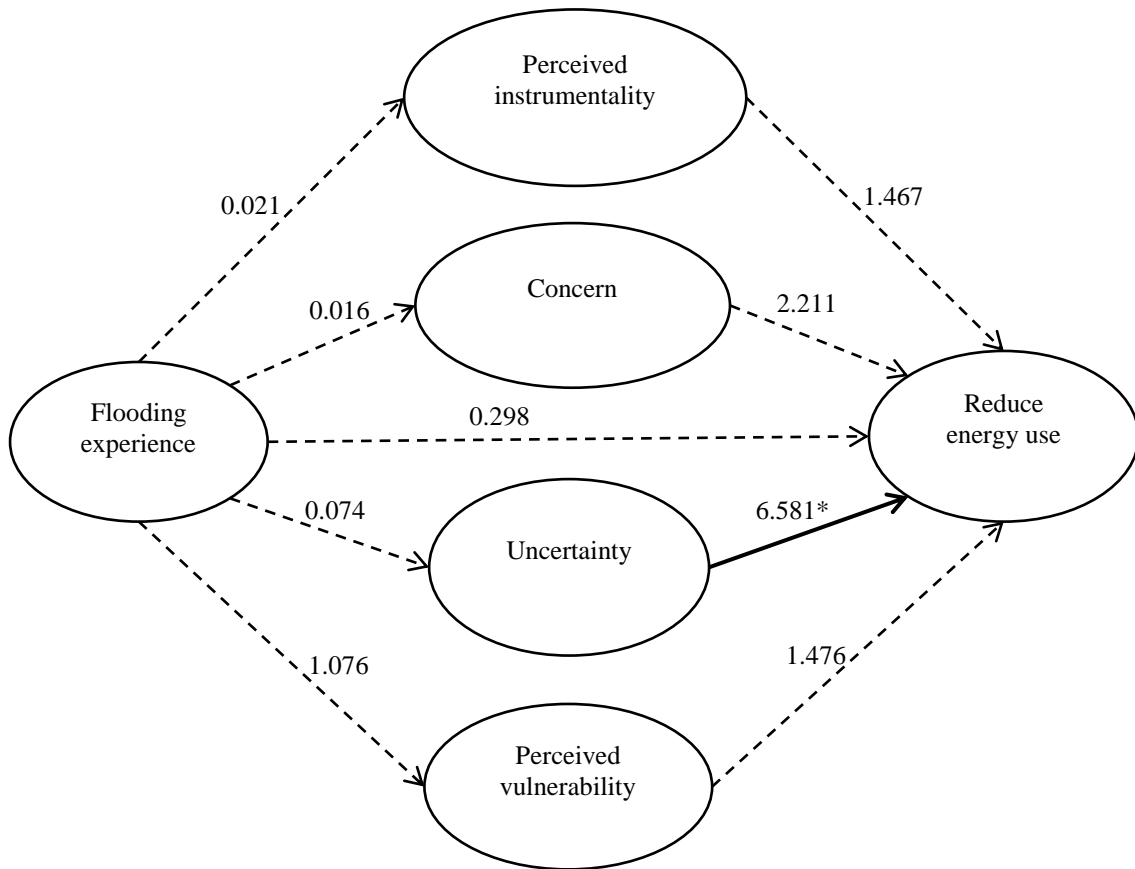 Perceived
instrumentality
0.021
1.467
Concern
0.016
2.211
Flooding
experience
0.298
Reduce
energy use
0.074
Uncertainty
6.581*
1.076
1.476
Perceived
vulnerability